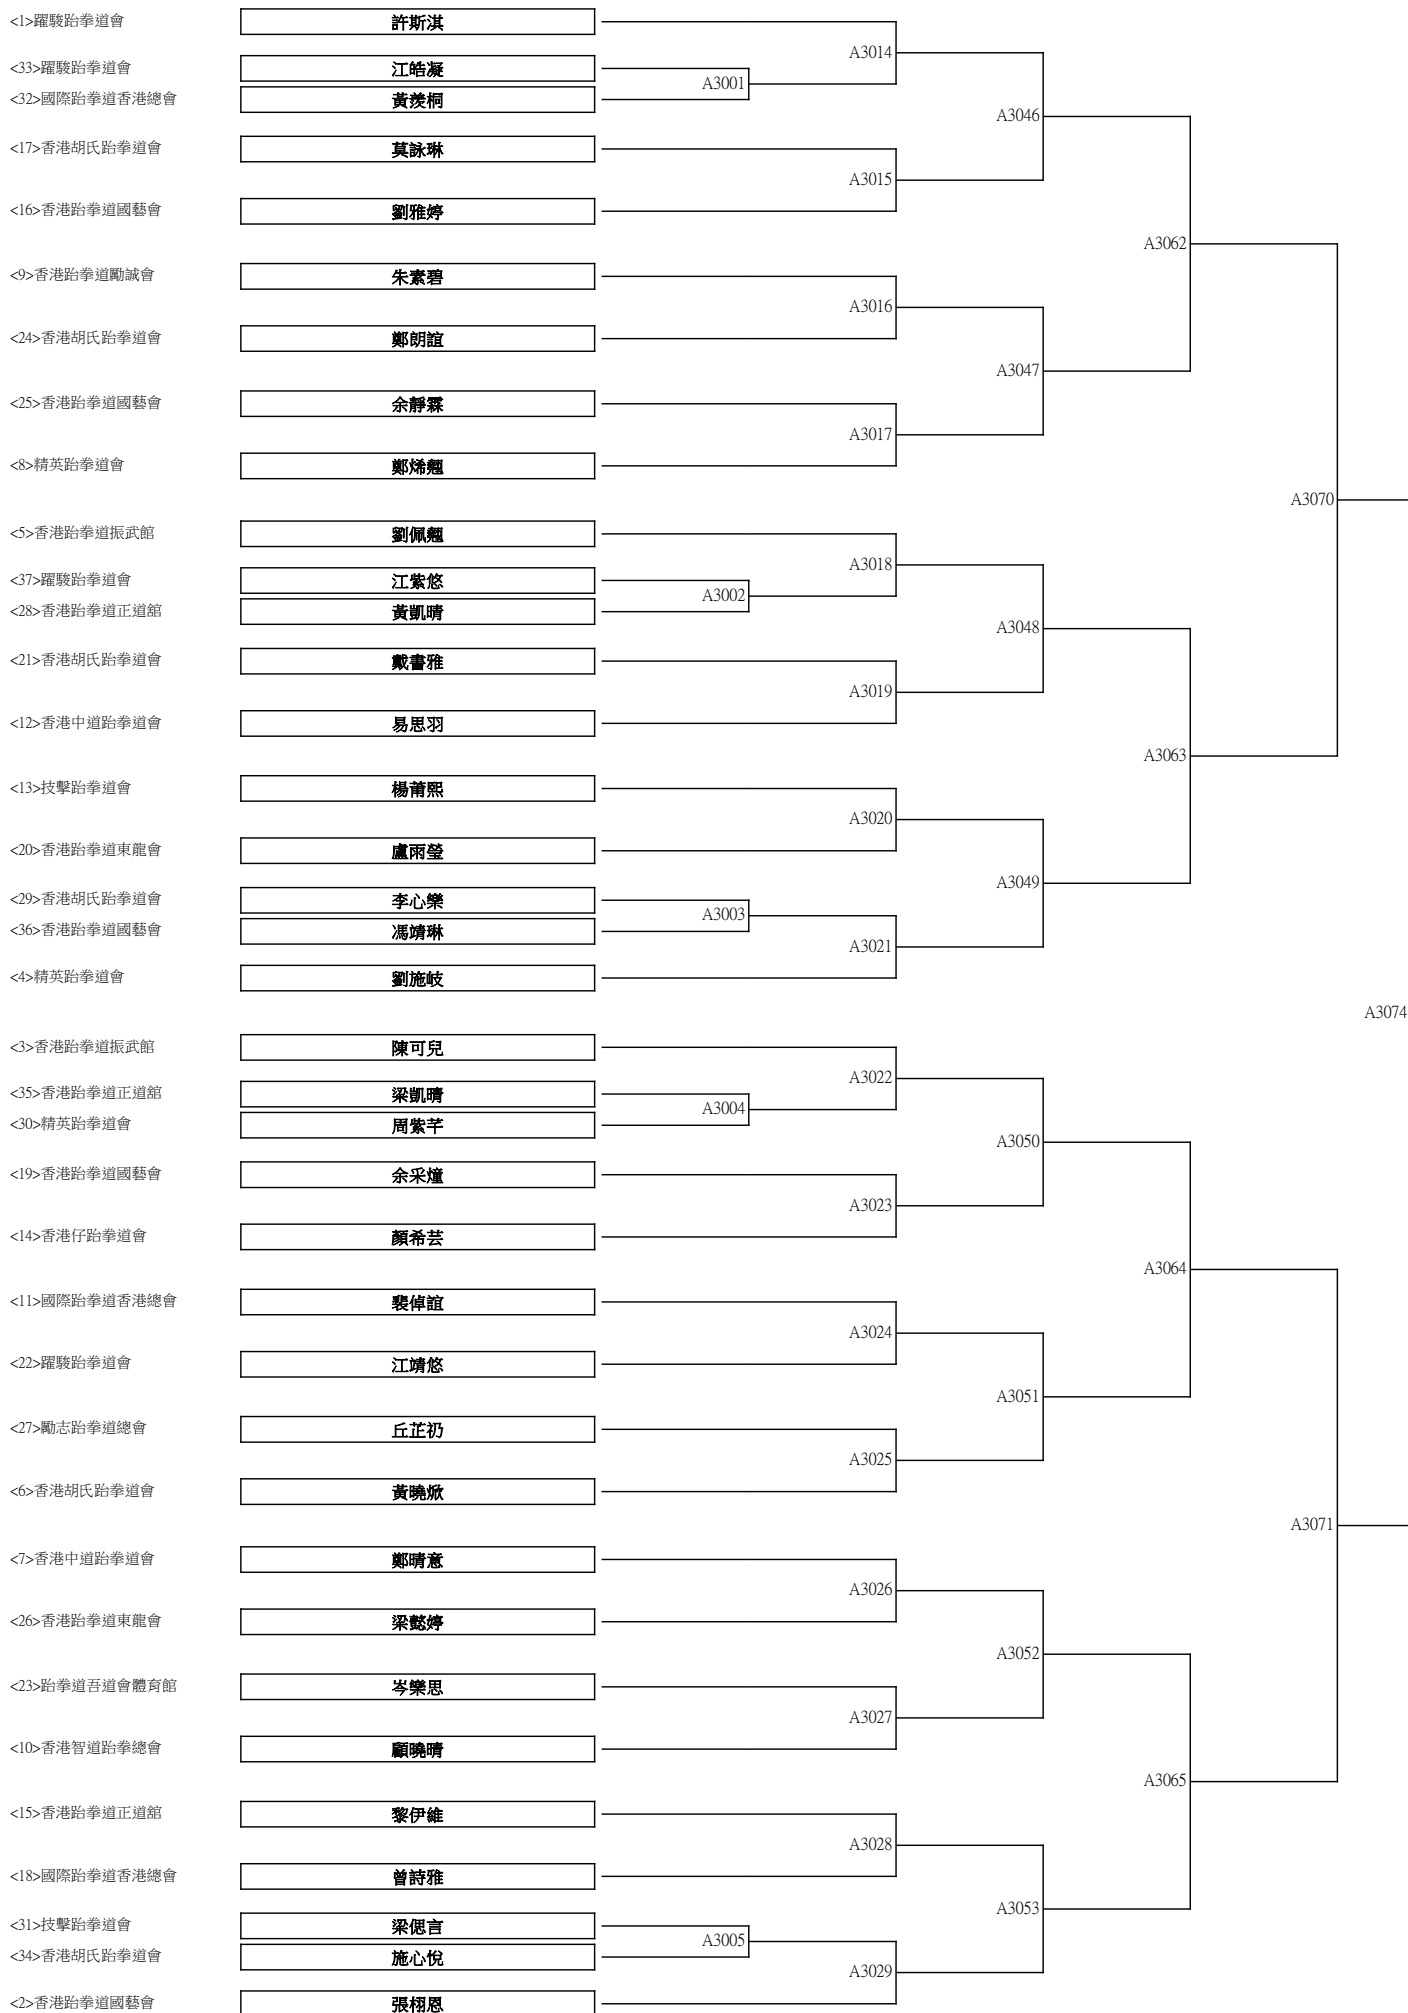 <1>躍駿跆拳道會 許斯淇
A3014
<33>躍駿跆拳道會 江皓凝
A3001
<32>國際跆拳道香港總會 黃羨桐
A3046
<17>香港胡氏跆拳道會 莫詠琳
A3015
<16>香港跆拳道國藝會 劉雅婷
A3062
<9>香港跆拳道勵誠會 朱素碧
A3016
<24>香港胡氏跆拳道會 鄭朗誼
A3047
<25>香港跆拳道國藝會 余靜霖
A3017
<8>精英跆拳道會 鄭烯翹
A3070
<5>香港跆拳道振武館 劉佩翹
A3018
<37>躍駿跆拳道會 江紫悠
A3002
<28>香港跆拳道正道舘 黃凱晴
A3048
<21>香港胡氏跆拳道會 戴書雅
A3019
<12>香港中道跆拳道會 易思羽
A3063
<13>技擊跆拳道會 楊莆熙
A3020
<20>香港跆拳道東龍會 盧雨瑩
A3049
<29>香港胡氏跆拳道會 李心樂
A3003
<36>香港跆拳道國藝會 馮靖琳
A3021
<4>精英跆拳道會 劉施岐
A3074
<3>香港跆拳道振武館 陳可兒
A3022
<35>香港跆拳道正道舘 梁凱晴
A3004
<30>精英跆拳道會 周紫芊
A3050
<19>香港跆拳道國藝會 余采燑
A3023
<14>香港仔跆拳道會 顏希芸
A3064
<11>國際跆拳道香港總會 裴倬誼
A3024
<22>躍駿跆拳道會 江靖悠
A3051
<27>勵志跆拳道總會 丘芷礽
A3025
<6>香港胡氏跆拳道會 黃曉焮
A3071
<7>香港中道跆拳道會 鄭晴意
A3026
<26>香港跆拳道東龍會 梁懿婷
A3052
<23>跆拳道吾道會體育館 岑樂思
A3027
<10>香港智道跆拳總會 顧曉晴
A3065
<15>香港跆拳道正道舘 黎伊維
A3028
<18>國際跆拳道香港總會 曾詩雅
A3053
<31>技擊跆拳道會 梁偲言
A3005
<34>香港胡氏跆拳道會 施心悅
A3029
<2>香港跆拳道國藝會 張栩恩